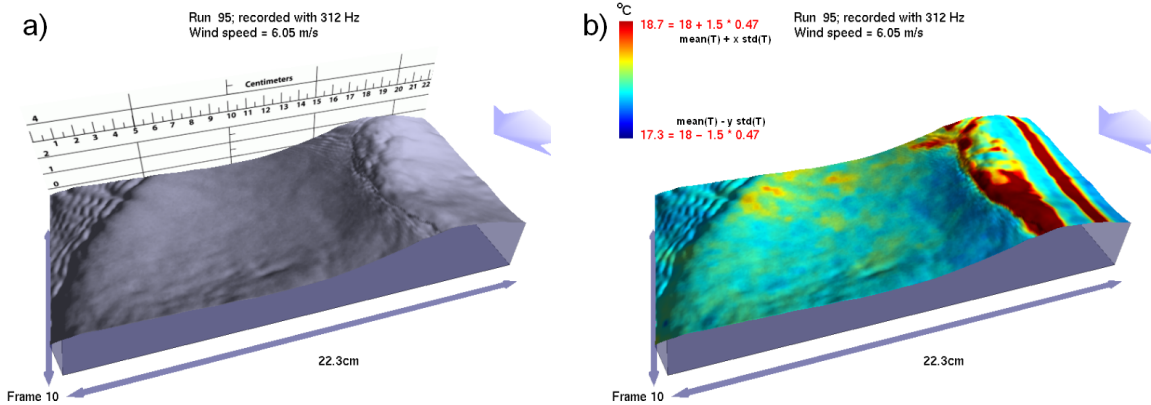 a)
Run 95; recorded with 312 Hz
Wind speed = 6.05 m/s
Centimeters
4
1 2 3 4 5 6 7 8 9 10 11 12 13 14 15 16 17 18 19 20 21 22
2
1
0
22.3cm
Frame 10
b)
°C
18.7 = 18 + 1.5 * 0.47
mean(T) + x std(T)
Run 95; recorded with 312 Hz
Wind speed = 6.05 m/s
mean(T) – y std(T)
17.3 = 18 – 1.5 * 0.47
22.3cm
Frame 10